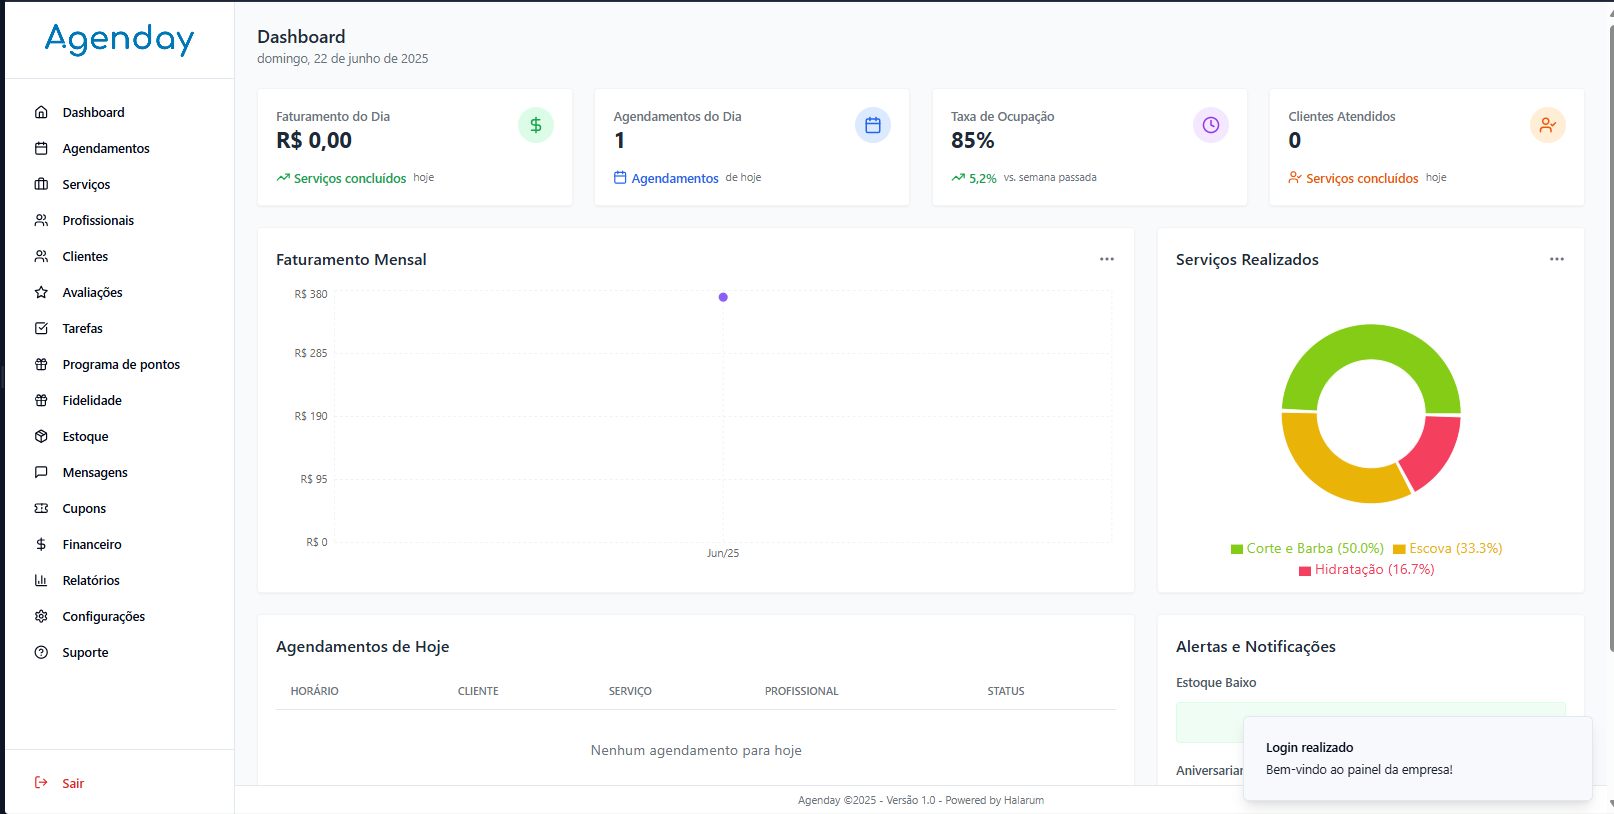 Agenday
Dashboard
Agendamentos
Serviços
Profissionais
Clientes
Avaliações
Tarefas
Programa de pontos
Fidelidade
Estoque
Mensagens
Cupons
Financeiro
Relatórios
Configurações
Suporte
Sair
Dashboard
domingo, 22 de junho de 2025
Faturamento do Dia
R$ 0,00
Serviços concluídos hoje
Agendamentos do Dia
1
Agendamentos de hoje
Taxa de Ocupação
85%
5,2% vs. semana passada
Clientes Atendidos
0
Serviços concluídos hoje
Faturamento Mensal
R$ 380
R$ 285
R$ 190
R$ 95
R$ 0
Jun/25
Serviços Realizados
Corte e Barba (50.0%) Escova (33.3%)
Hidratação (16.7%)
Agendamentos de Hoje
HORÁRIO CLIENTE SERVIÇO PROFISSIONAL STATUS
Nenhum agendamento para hoje
Alertas e Notificações
Estoque Baixo
Login realizado
Bem-vindo ao painel da empresa!
Agenday ©2025 - Versão 1.0 - Powered by Halarum